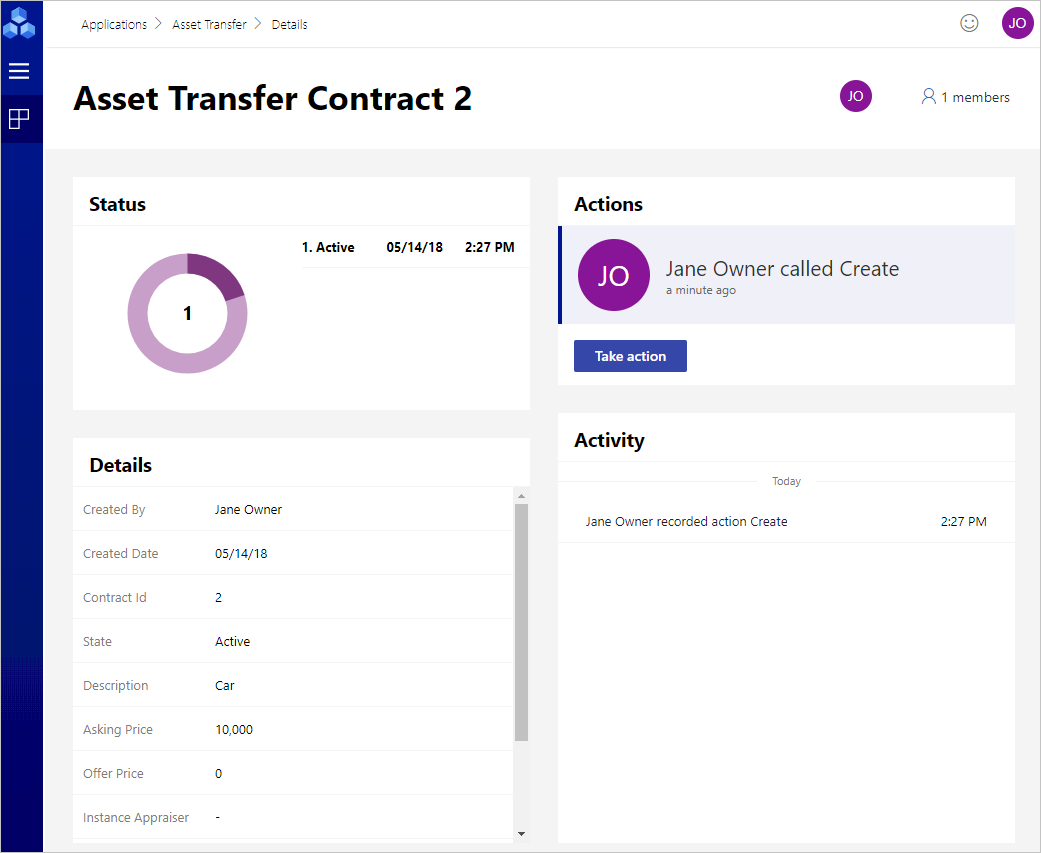 Applications > Asset Transfer > Details
JO
Asset Transfer Contract 2
JO
1 members
Status
1. Active 05/14/18 2:27 PM
1
Actions
JO
Jane Owner called Create
a minute ago
Take action
Details
Created By Jane Owner
Created Date 05/14/18
Contract Id 2
State Active
Description Car
Asking Price 10,000
Offer Price 0
Instance Appraiser -
Activity
Today
Jane Owner recorded action Create 2:27 PM